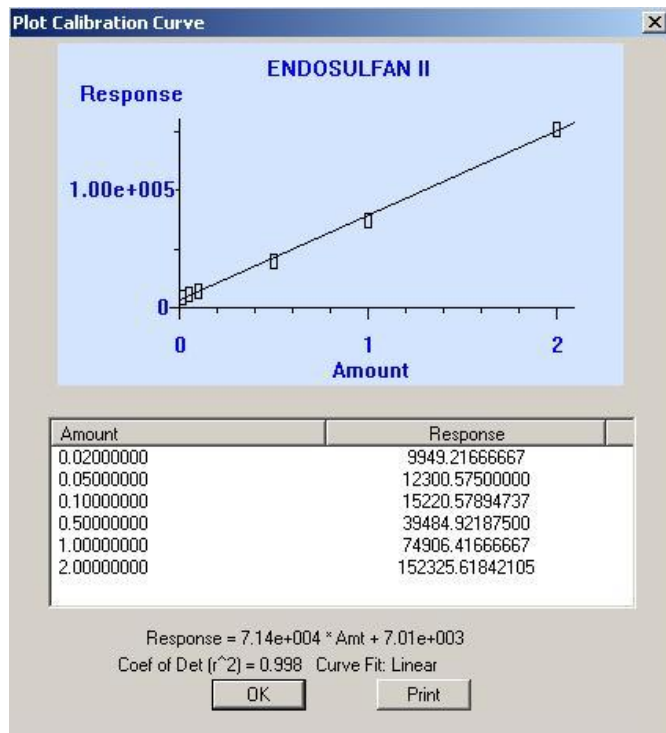 Plot Calibration Curve
ENDOSULFAN II
Response
1.00e+005
0
0 1 2
Amount
Amount Response
0.02000000 9949.21666667
0.05000000 12300.57500000
0.10000000 15220.57894737
0.50000000 39484.92187500
1.00000000 74906.41666667
2.00000000 152325.61842105
Response = 7.14e+004 * Amt + 7.01e+003
Coef of Det (r^2) = 0.998 Curve Fit: Linear
OK Print